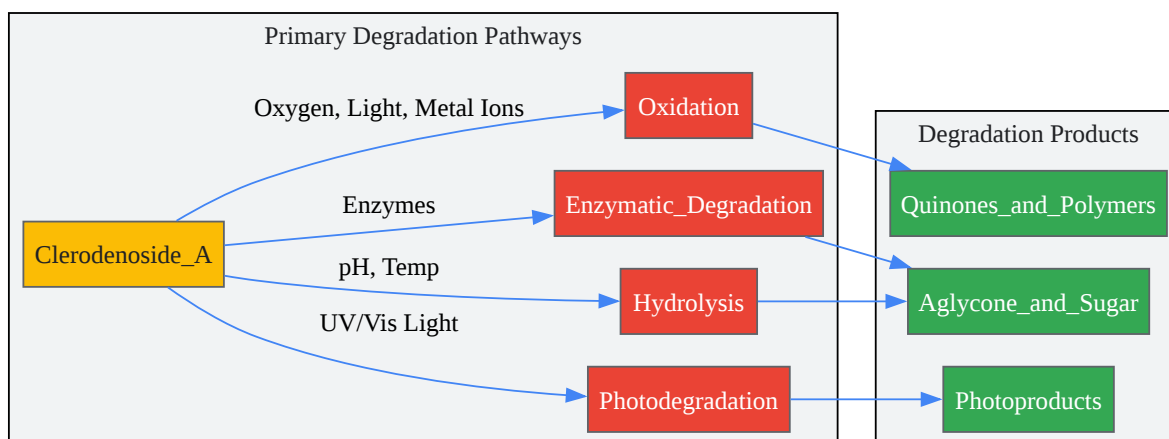 Primary Degradation Pathways
Oxygen, Light, Metal Ions
Oxidation
Degradation Products
Enzymes
Enzymatic_Degradation
Quinones_and_Polymers
Clerodenoside_A
pH, Temp
Hydrolysis
Aglycone_and_Sugar
UV/Vis Light
Photodegradation
Photoproducts